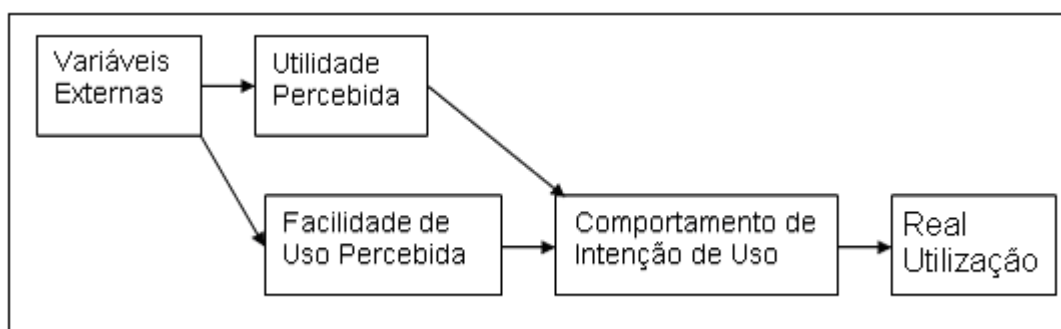 Variáveis
Externas
Utilidade
Percebida
Facilidade de
Uso Percebida
Comportamento de
Intenção de Uso
Real
Utilização